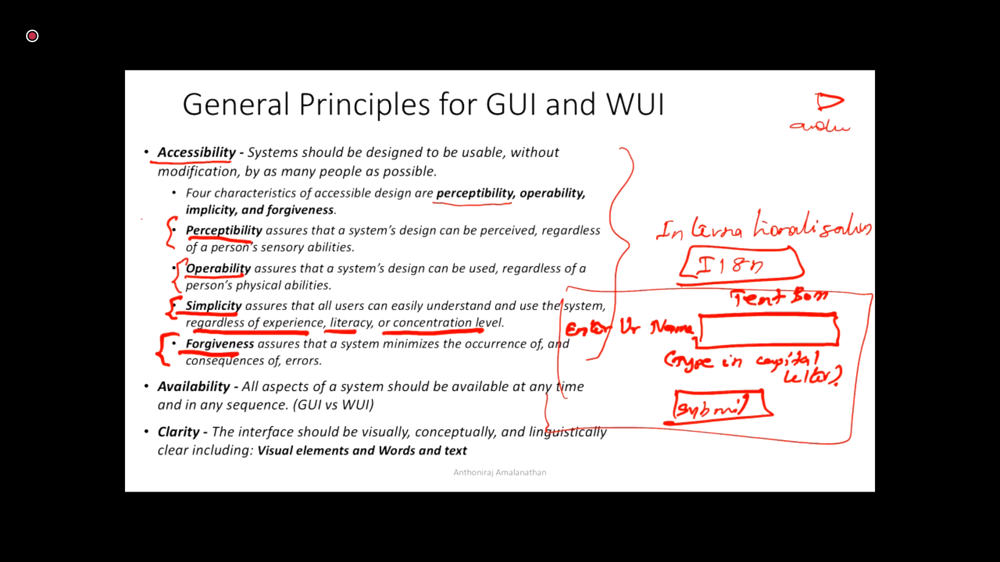 General Principles for GUI and WUI
• Accessibility - Systems should be designed to be usable, without
modification, by as many people as possible.
• Four characteristics of accessible design are perceptibility, operability,
implicity, and forgiveness.
• Perceptibility assures that a system's design can be perceived, regardless
of a person's sensory abilities.
• Operability assures that a system's design can be used, regardless of a
person's physical abilities.
• Simplicity assures that all users can easily understand and use the system,
regardless of experience, literacy, or concentration level.
• Forgiveness assures that a system minimizes the occurrence of, and
consequences of, errors.
• Availability - All aspects of a system should be available at any time
and in any sequence. (GUI vs WUI)
• Clarity - The interface should be visually, conceptually, and linguistically
clear including: Visual elements and Words and text
Anthoniraj Amalanathan
Internationalisation
I18n
Text Box
Enter Ur Name
(Type in capital
letter)
Submit